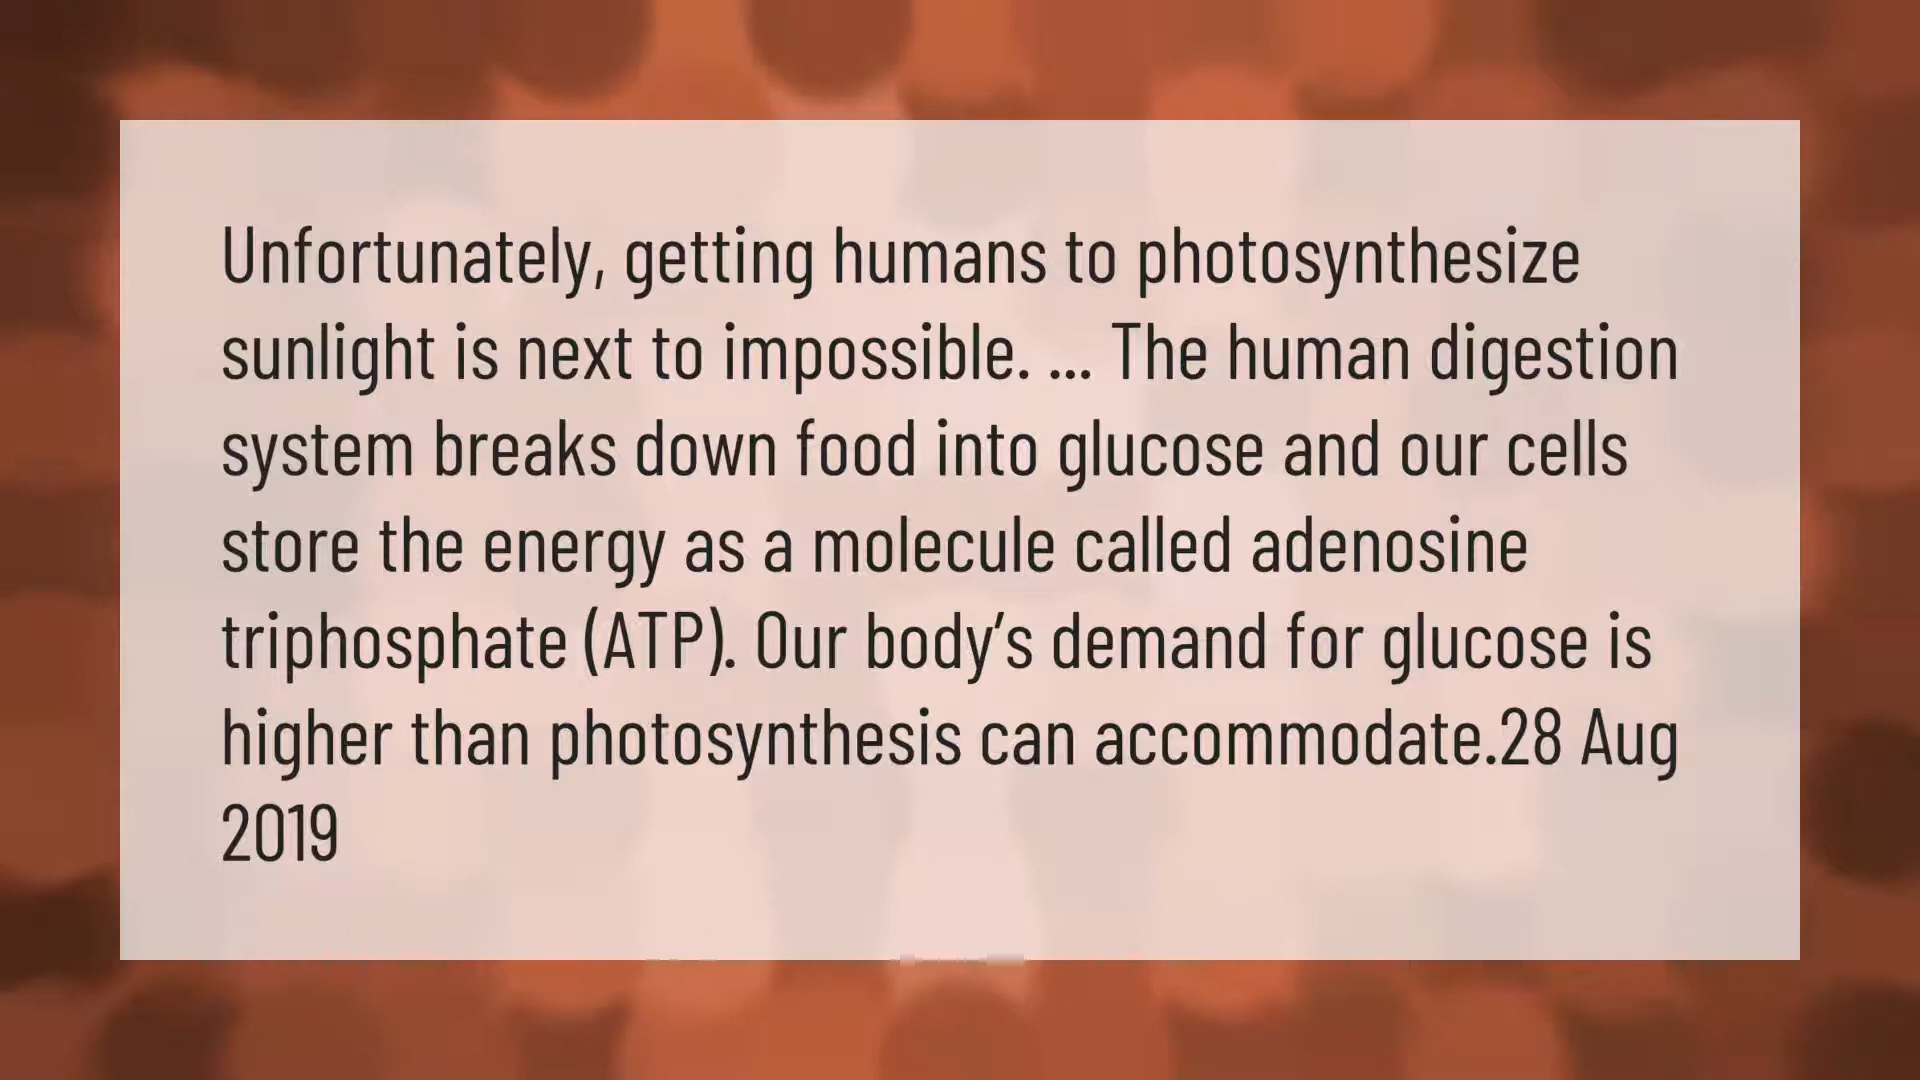 Unfortunately, getting humans to photosynthesize
sunlight is next to impossible. ... The human digestion
system breaks down food into glucose and our cells
store the energy as a molecule called adenosine
triphosphate (ATP). Our body’s demand for glucose is
higher than photosynthesis can accommodate.28 Aug
2019